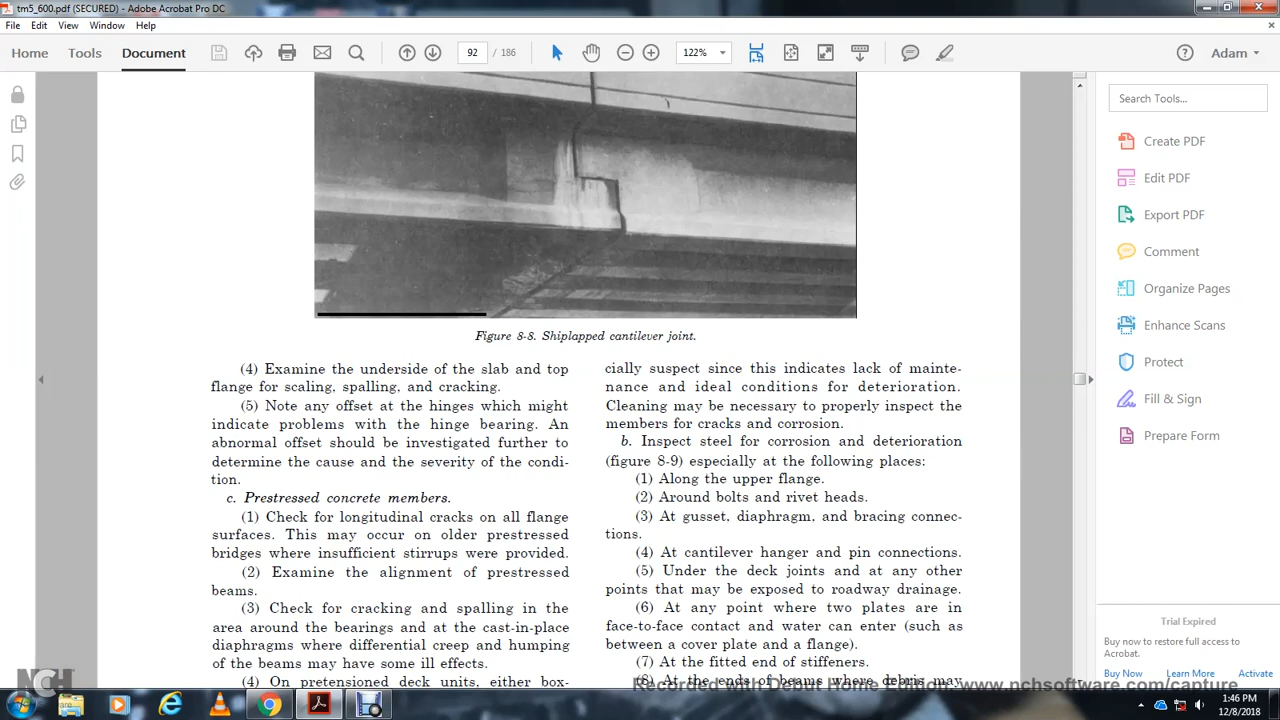 tm5_600.pdf (SECURED) - Adobe Acrobat Pro DC
File Edit View Window Help
Home Tools Document 92 / 186 122% Adam
Search Tools...
Create PDF
Edit PDF
Export PDF
Comment
Organize Pages
Enhance Scans
Protect
Fill & Sign
Prepare Form
Figure 8-8. Shiplapped cantilever joint.
(4) Examine the underside of the slab and top
flange for scaling, spalling, and cracking.
(5) Note any offset at the hinges which might
indicate problems with the hinge bearing. An
abnormal offset should be investigated further to
determine the cause and the severity of the condi-
tion.
c. Prestressed concrete members.
(1) Check for longitudinal cracks on all flange
surfaces. This may occur on older prestressed
bridges where insufficient stirrups were provided.
(2) Examine the alignment of prestressed
beams.
(3) Check for cracking and spalling in the
area around the bearings and at the cast-in-place
diaphragms where differential creep and humping
of the beams may have some ill effects.
(4) On pretensioned deck units, either box-
cially suspect since this indicates lack of mainte-
nance and ideal conditions for deterioration.
Cleaning may be necessary to properly inspect the
members for cracks and corrosion.
b. Inspect steel for corrosion and deterioration
(figure 8-9) especially at the following places:
(1) Along the upper flange.
(2) Around bolts and rivet heads.
(3) At gusset, diaphragm, and bracing connec-
tions.
(4) At cantilever hanger and pin connections.
(5) Under the deck joints and at any other
points that may be exposed to roadway drainage.
(6) At any point where two plates are in
face-to-face contact and water can enter (such as
between a cover plate and a flange).
(7) At the fitted end of stiffeners.
(8) At the ends of beams where debris may
Trial Expired
Buy now to restore full access to
Acrobat.
Buy Now Learn More Activate
NCH
Recorded with Debut Home Edition www.nchsoftware.com/capture
1:46 PM
12/8/2018